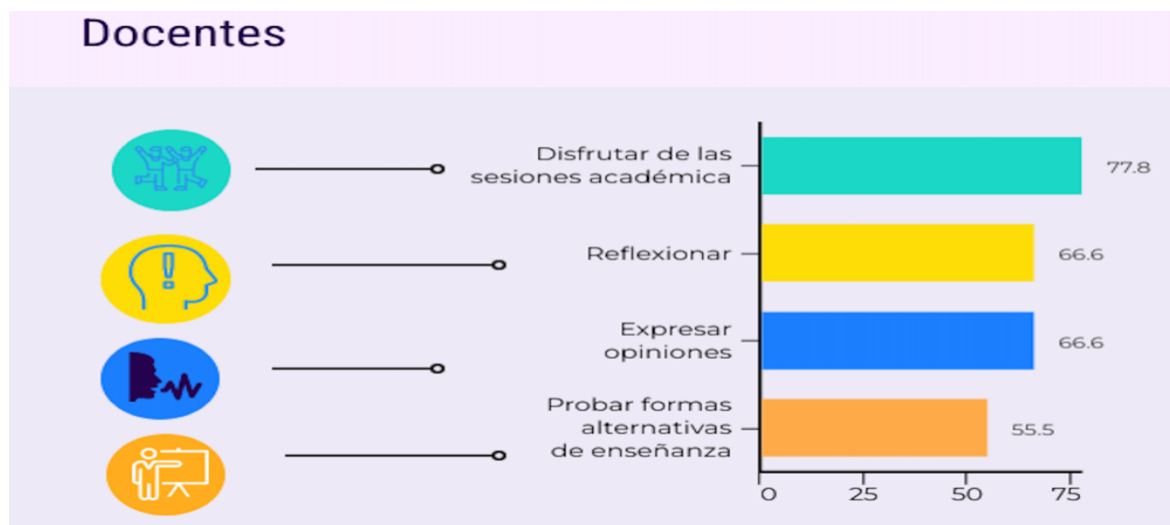 Docentes
Disfrutar de las
sesiones académica
77.8
Reflexionar
66.6
Expresar
opiniones
66.6
Probar formas
alternativas
de enseñanza
55.5
0 25 50 75